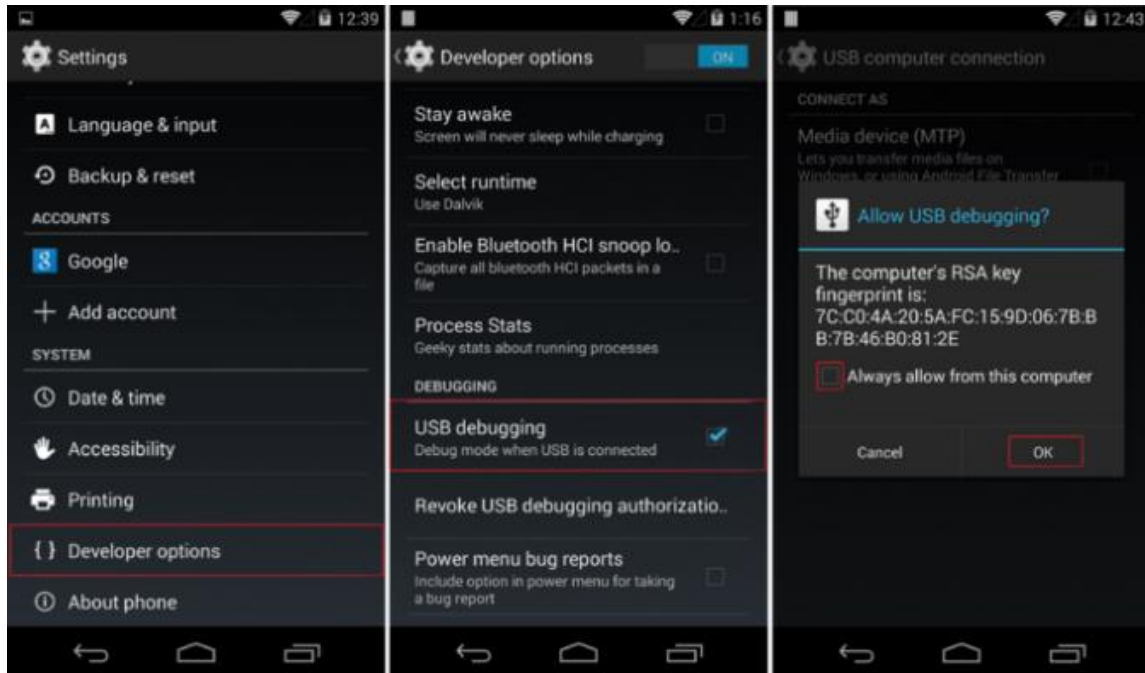 12:39
Settings
Language & input
Backup & reset
ACCOUNTS
Google
Add account
SYSTEM
Date & time
Accessibility
Printing
{ } Developer options
About phone
1:16
Developer options
ON
Stay awake
Screen will never sleep while charging
Select runtime
Use Dalvik
Enable Bluetooth HCI snoop lo..
Capture all bluetooth HCI packets in a
file
Process Stats
Geeky stats about running processes
DEBUGGING
USB debugging
Debug mode when USB is connected
Revoke USB debugging authorizatio..
Power menu bug reports
Include option in power menu for taking
a bug report
12:43
USB computer connection
CONNECT AS
Media device (MTP)
Lets you transfer media files on
Windows, or using Android File Transfer
Allow USB debugging?
The computer's RSA key
fingerprint is:
7C:C0:4A:20:5A:FC:15:9D:06:7B:B
B:7B:46:B0:81:2E
Always allow from this computer
Cancel
OK